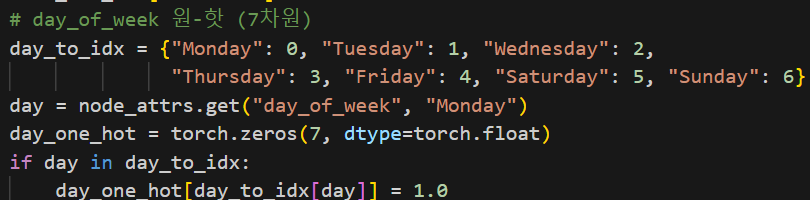 # day_of_week 원-핫 (7차원)
day_to_idx = {"Monday": 0, "Tuesday": 1, "Wednesday": 2,
"Thursday": 3, "Friday": 4, "Saturday": 5, "Sunday": 6}
day = node_attrs.get("day_of_week", "Monday")
day_one_hot = torch.zeros(7, dtype=torch.float)
if day in day_to_idx:
    day_one_hot[day_to_idx[day]] = 1.0